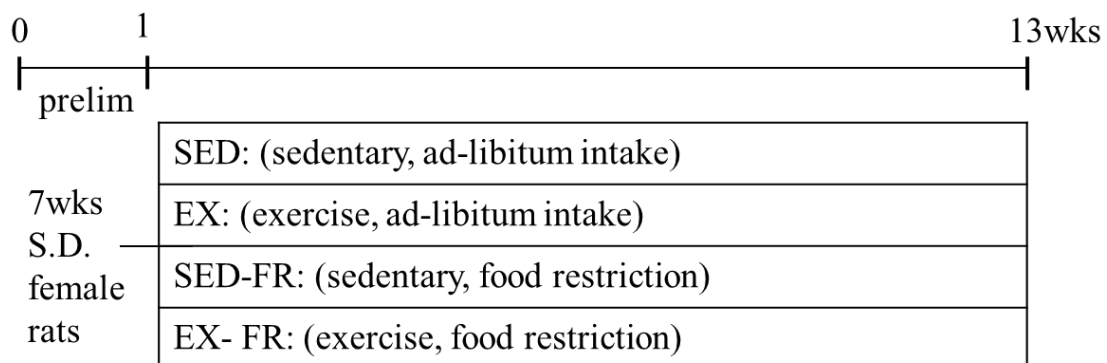 0 1 13wks
prelim
SED: (sedentary, ad-libitum intake)
EX: (exercise, ad-libitum intake)
SED-FR: (sedentary, food restriction)
EX- FR: (exercise, food restriction)
7wks
S.D.
female
rats